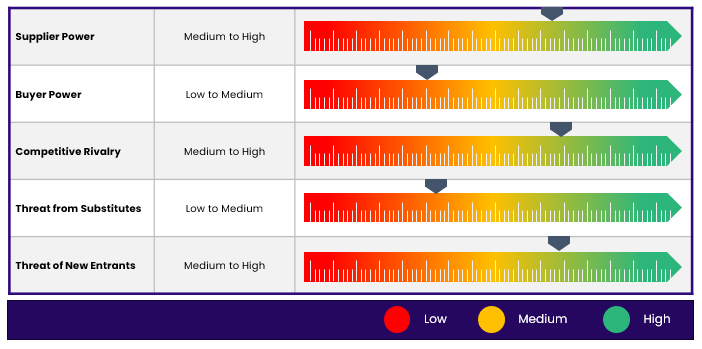 Supplier Power
Medium to High
Buyer Power
Low to Medium
Competitive Rivalry
Medium to High
Threat from Substitutes
Low to Medium
Threat of New Entrants
Medium to High
Low
Medium
High